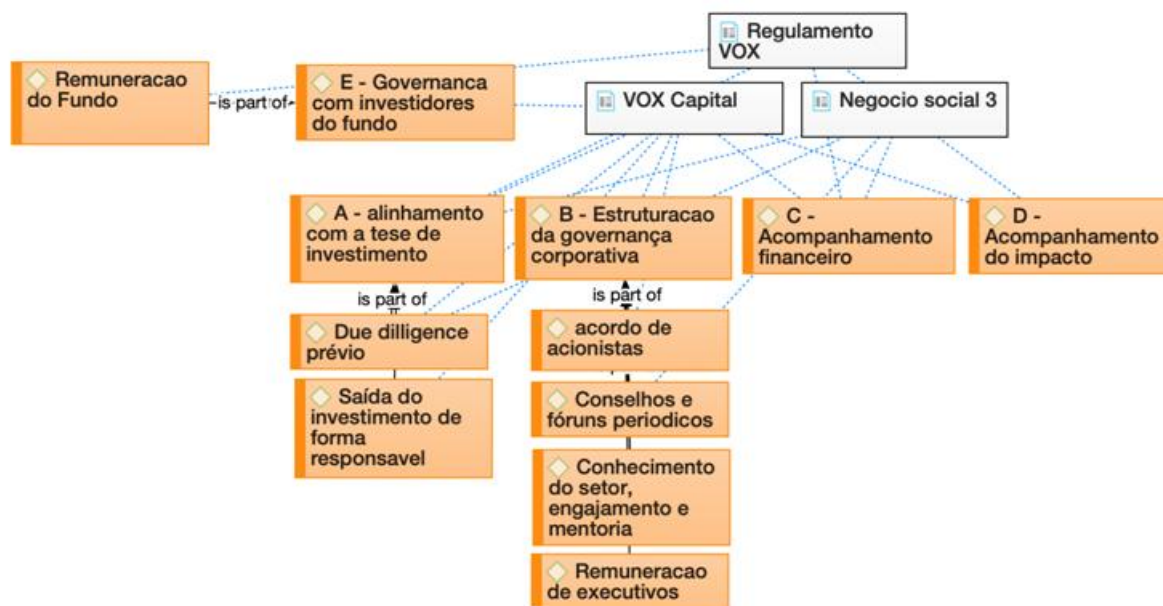 Regulamento
VOX
Remuneracao
do Fundo
is part of
E - Governanca
com investidores
do fundo
VOX Capital
Negocio social 3
A - alinhamento
com a tese de
investimento
B - Estruturacao
da governança
corporativa
C -
Acompanhamento
financeiro
D -
Acompanhamento
do impacto
is part of
is part of
Due dilligence
prévio
acordo de
acionistas
Saída do
investimento de
forma
responsavel
Conselhos e
fóruns periodicos
Conhecimento
do setor,
engajamento e
mentoria
Remuneracao
de executivos